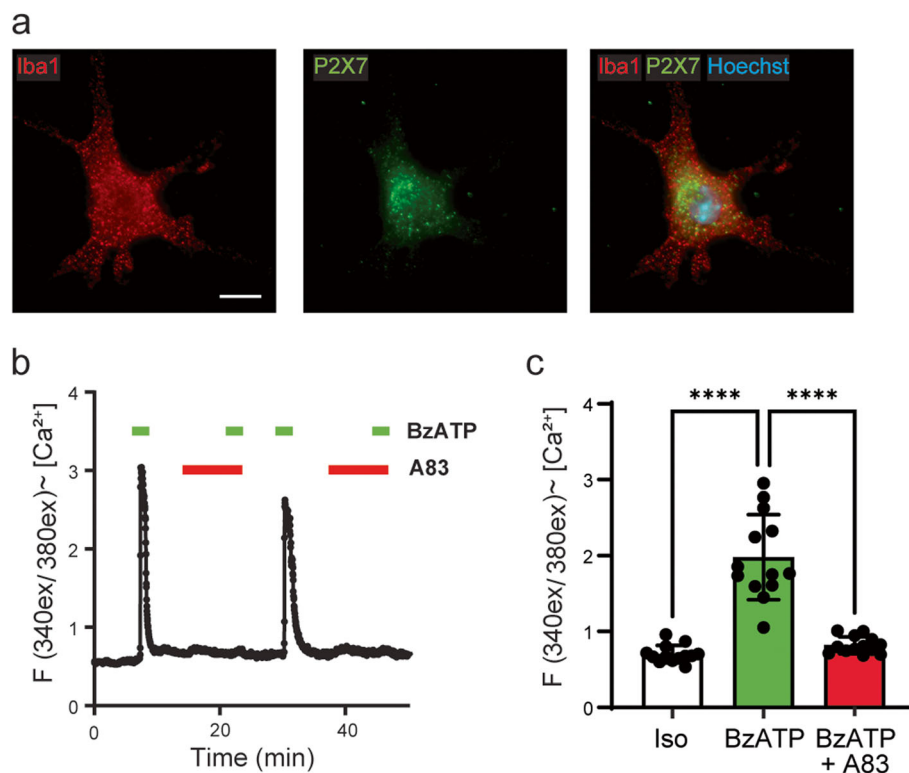 a
Iba1
P2X7
Iba1 P2X7 Hoechst
b
F (340ex/ 380ex)~ [Ca²⁺]
4
3
2
1
0
0
20
40
Time (min)
BzATP
A83
c
F (340ex/ 380ex)~ [Ca²⁺]
4
3
2
1
0
**** ****
Iso
BzATP
BzATP
+ A83